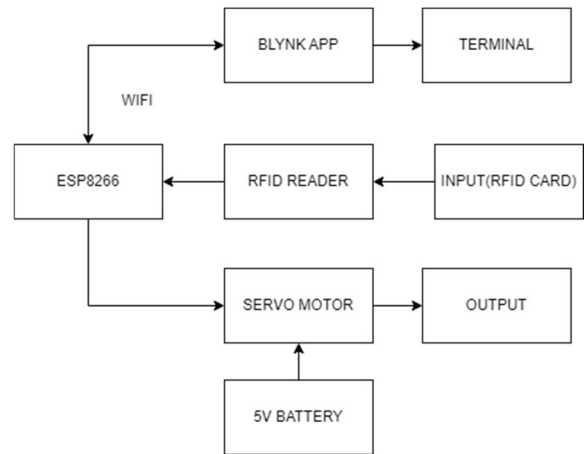 BLYNK APP
TERMINAL
WIFI
ESP8266
RFID READER
INPUT(RFID CARD)
SERVO MOTOR
OUTPUT
5V BATTERY